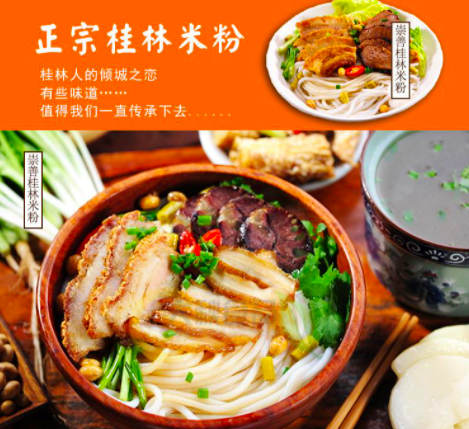 正宗桂林米粉
桂林人的倾城之恋
有些味道……
值得我们一直传承下去......
崇善桂林米粉
崇善桂林米粉